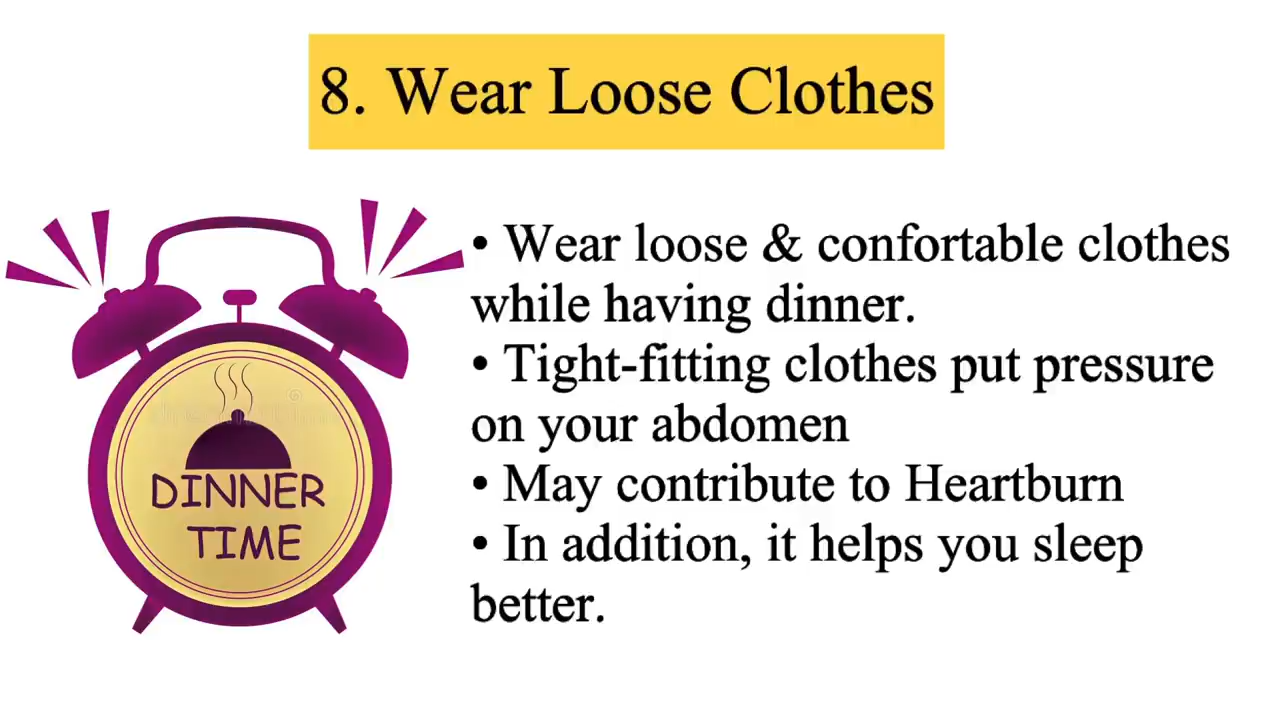 8. Wear Loose Clothes
• Wear loose & confortable clothes
while having dinner.
• Tight-fitting clothes put pressure
on your abdomen
• May contribute to Heartburn
• In addition, it helps you sleep
better.
DINNER
TIME